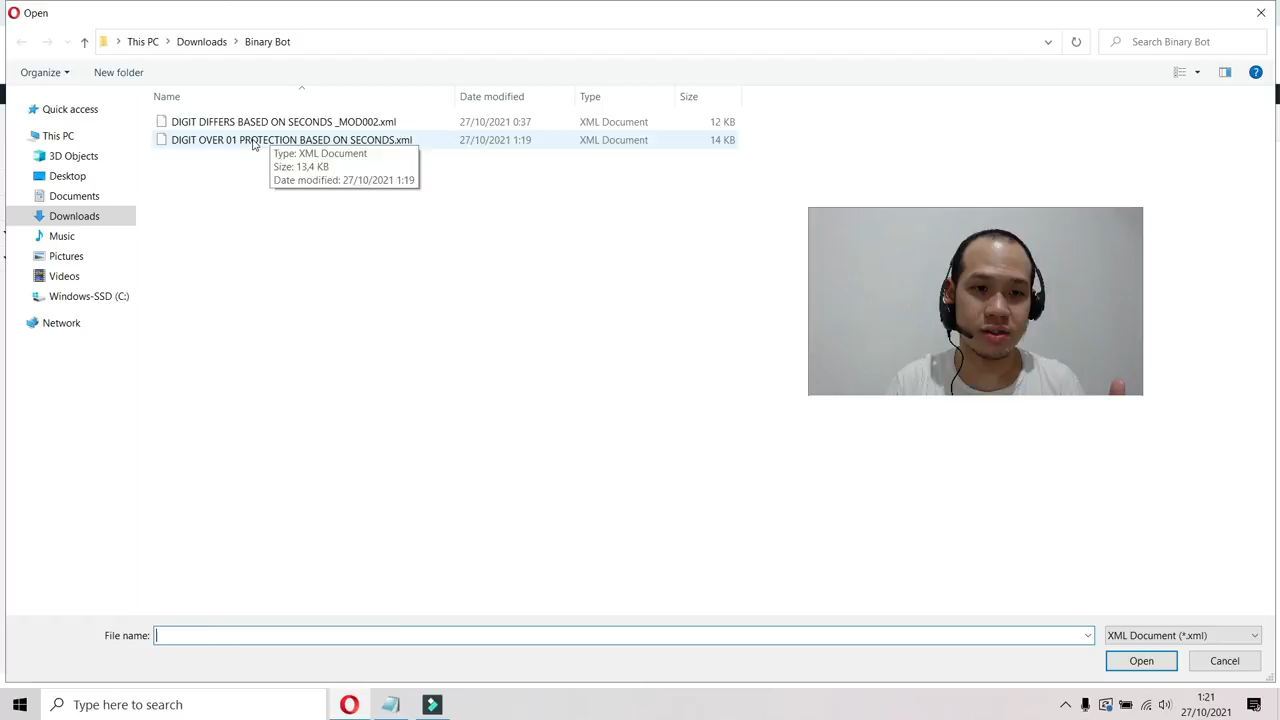 Open
This PC
Downloads
Binary Bot
Search Binary Bot
Organize
New folder
?
Name
Date modified
Type
Size
DIGIT DIFFERS BASED ON SECONDS _MOD002.xml
27/10/2021 0:37
XML Document
12 KB
DIGIT OVER 01 PROTECTION BASED ON SECONDS.xml
27/10/2021 1:19
XML Document
14 KB
Type: XML Document
Size: 13,4 KB
Date modified: 27/10/2021 1:19
Quick access
This PC
3D Objects
Desktop
Documents
Downloads
Music
Pictures
Videos
Windows-SSD (C:)
Network
File name:
XML Document (*.xml)
Open
Cancel
Type here to search
1:21
27/10/2021